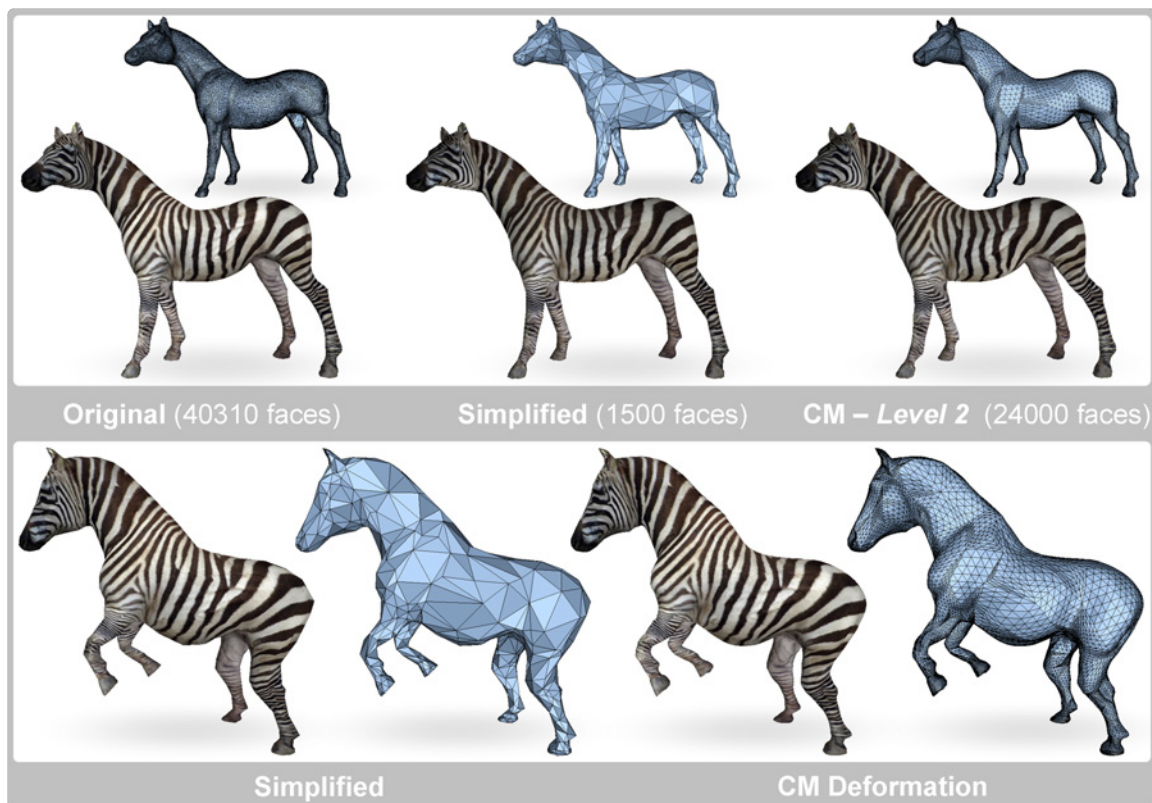 Original (40310 faces)
Simplified (1500 faces)
CM – Level 2 (24000 faces)
Simplified
CM Deformation